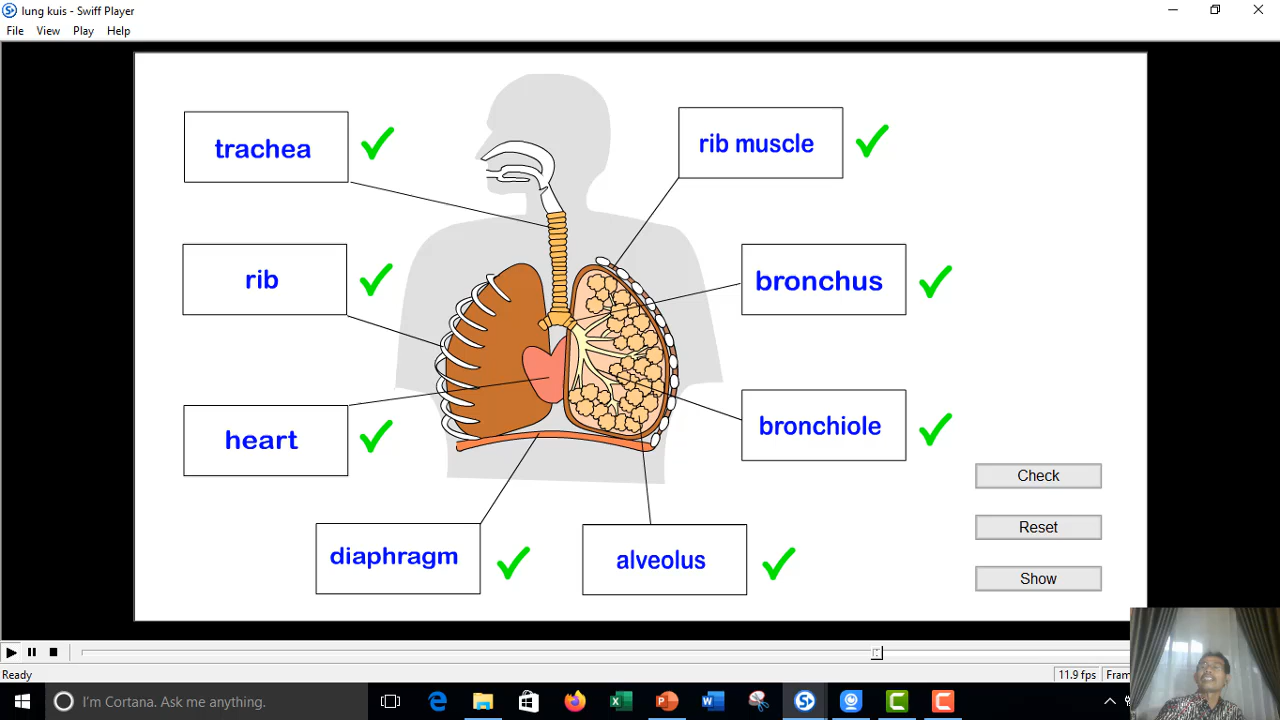 lung kuis - Swiff Player
File View Play Help
trachea
rib muscle
rib
bronchus
heart
bronchiole
Check
Reset
Show
diaphragm
alveolus
Ready
11.9 fps
Fram
I'm Cortana. Ask me anything.